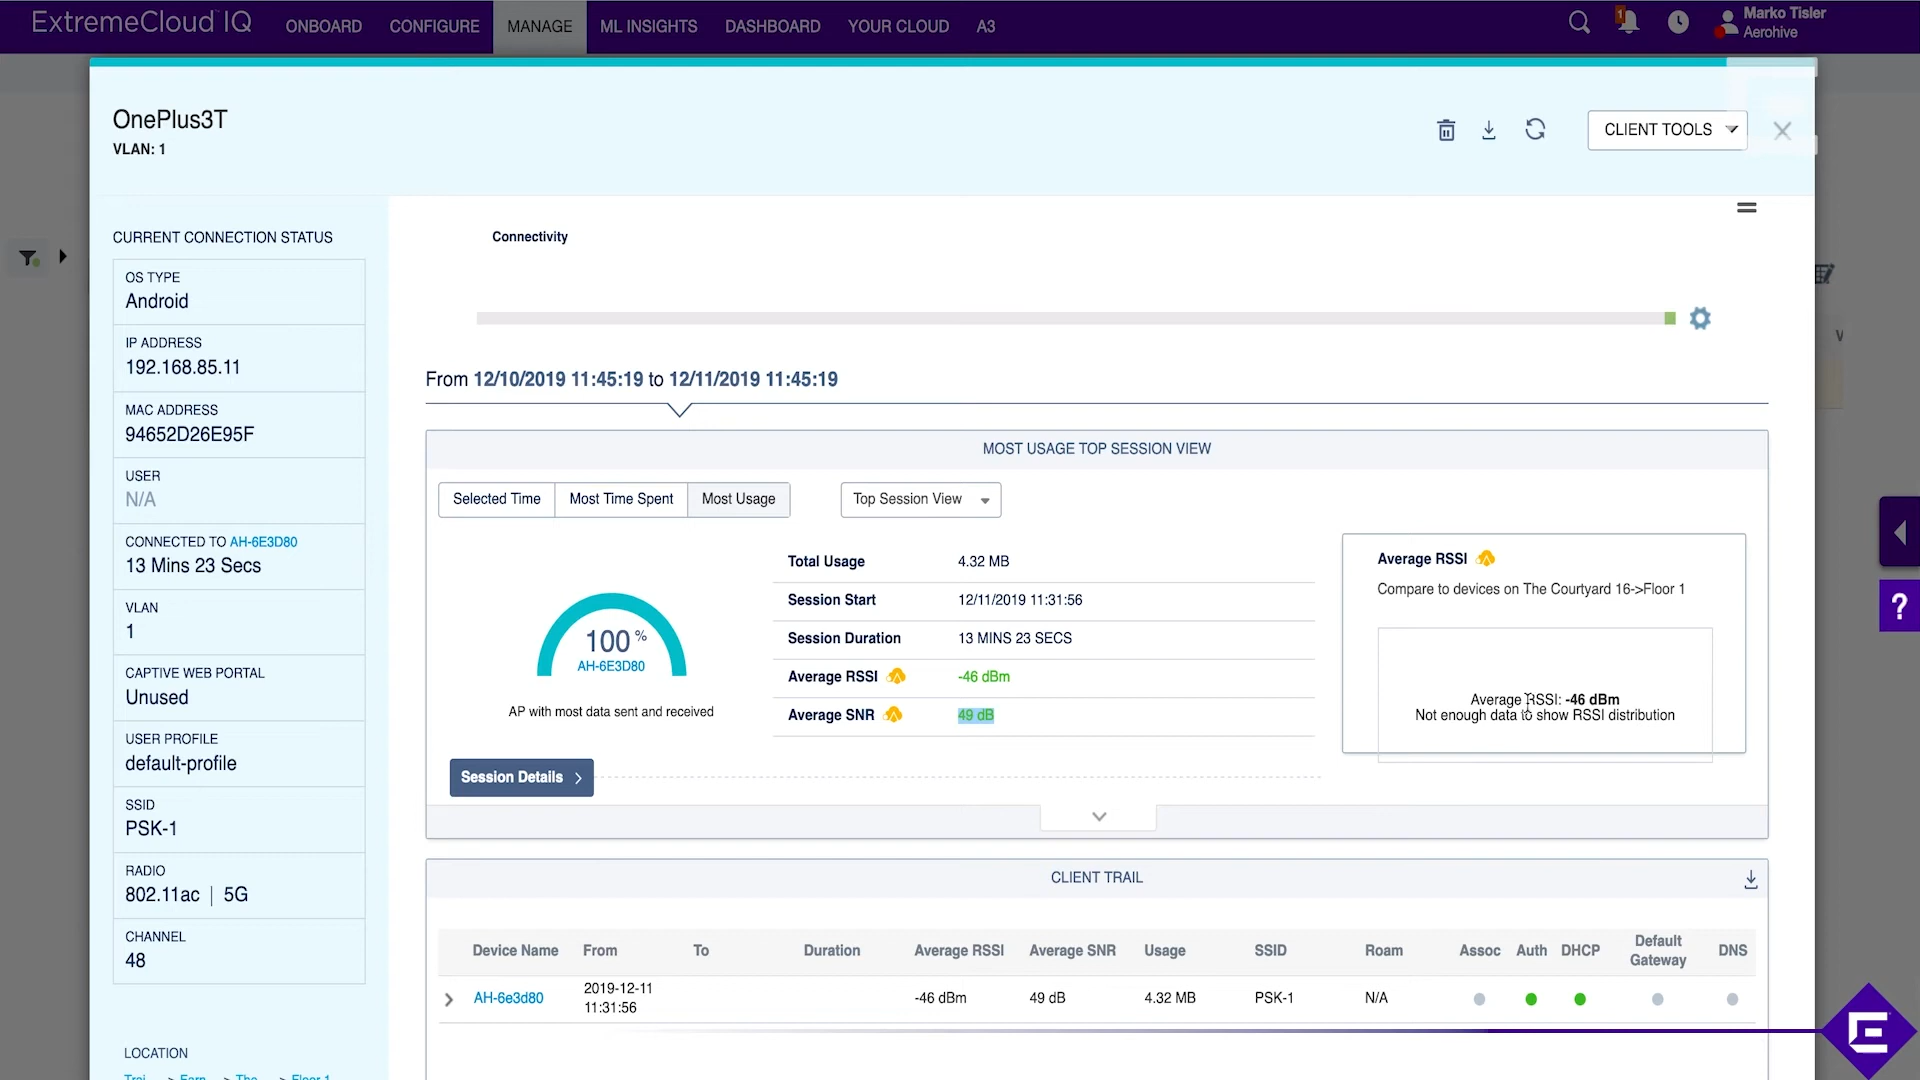 ExtremeCloud IQ
ONBOARD
CONFIGURE
MANAGE
ML INSIGHTS
DASHBOARD
YOUR CLOUD
A3
1
Marko Tisler
Aerohive
OnePlus3T
VLAN: 1
CLIENT TOOLS
CURRENT CONNECTION STATUS
OS TYPE
Android
IP ADDRESS
192.168.85.11
MAC ADDRESS
94652D26E95F
USER
N/A
CONNECTED TO AH-6E3D80
13 Mins 23 Secs
VLAN
1
CAPTIVE WEB PORTAL
Unused
USER PROFILE
default-profile
SSID
PSK-1
RADIO
802.11ac | 5G
CHANNEL
48
LOCATION
Connectivity
From 12/10/2019 11:45:19 to 12/11/2019 11:45:19
MOST USAGE TOP SESSION VIEW
Selected Time
Most Time Spent
Most Usage
Top Session View
100 %
AH-6E3D80
AP with most data sent and received
Total Usage 4.32 MB
Session Start 12/11/2019 11:31:56
Session Duration 13 MINS 23 SECS
Average RSSI -46 dBm
Average SNR 49 dB
Session Details
Average RSSI
Compare to devices on The Courtyard 16->Floor 1
Average RSSI: -46 dBm
Not enough data to show RSSI distribution
?
CLIENT TRAIL
Device Name From To Duration Average RSSI Average SNR Usage SSID Roam Assoc Auth DHCP Default Gateway DNS
AH-6e3d80 2019-12-11 11:31:56 -46 dBm 49 dB 4.32 MB PSK-1 N/A